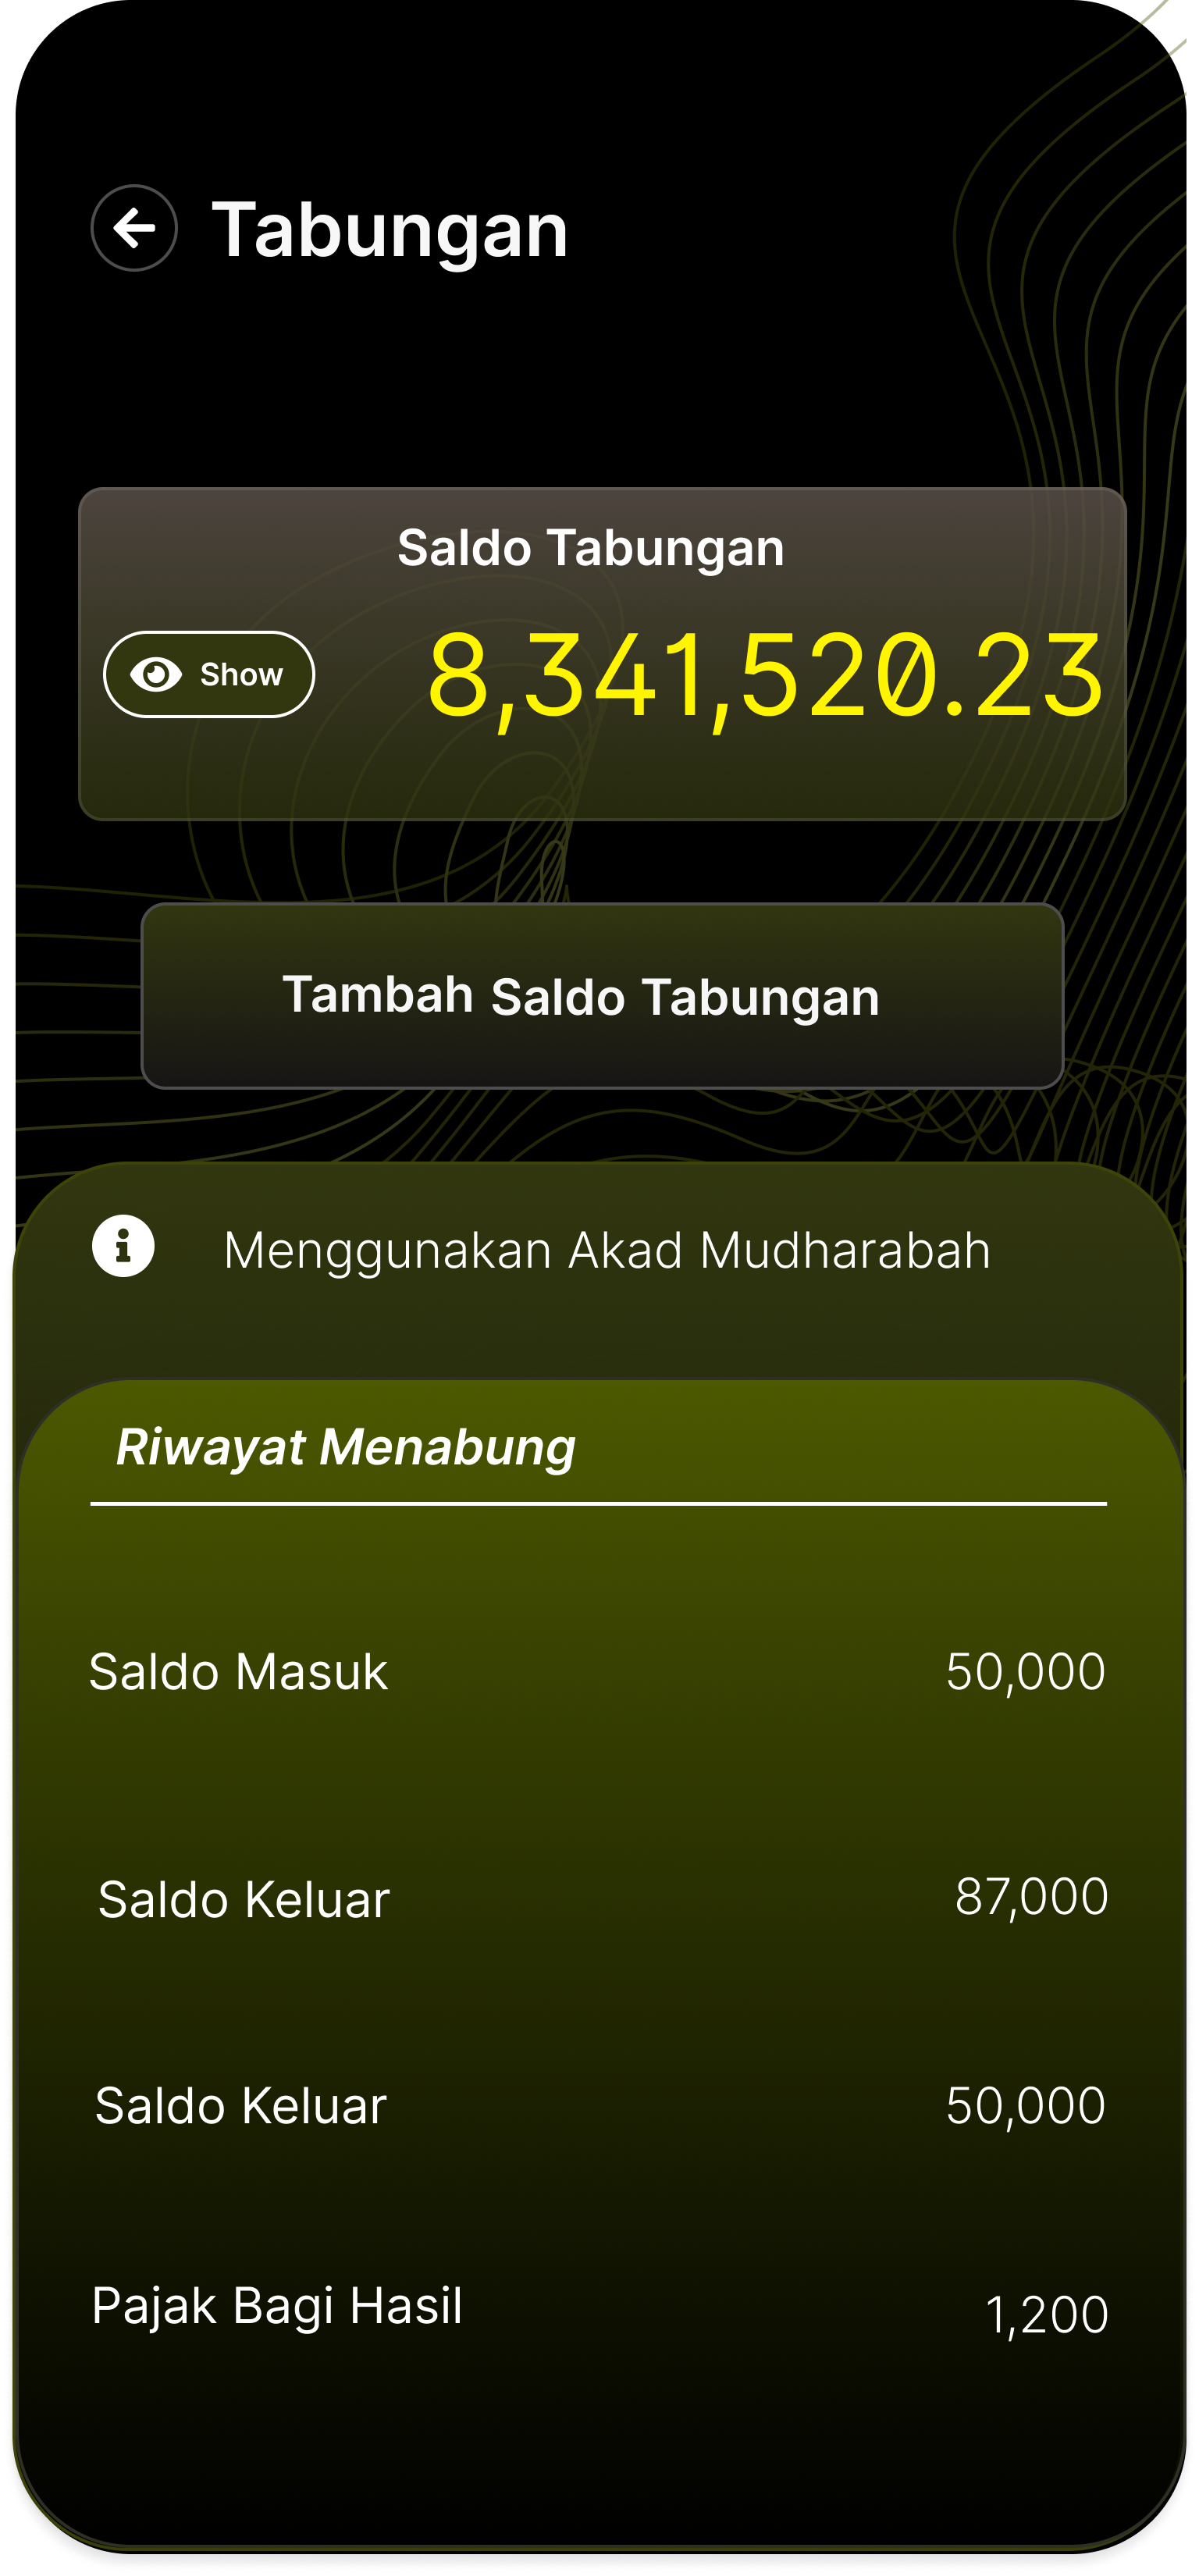 Tabungan
Saldo Tabungan
Show
8,341,520.23
Tambah Saldo Tabungan
Menggunakan Akad Mudharabah
Riwayat Menabung
Saldo Masuk 50,000
Saldo Keluar 87,000
Saldo Keluar 50,000
Pajak Bagi Hasil 1,200